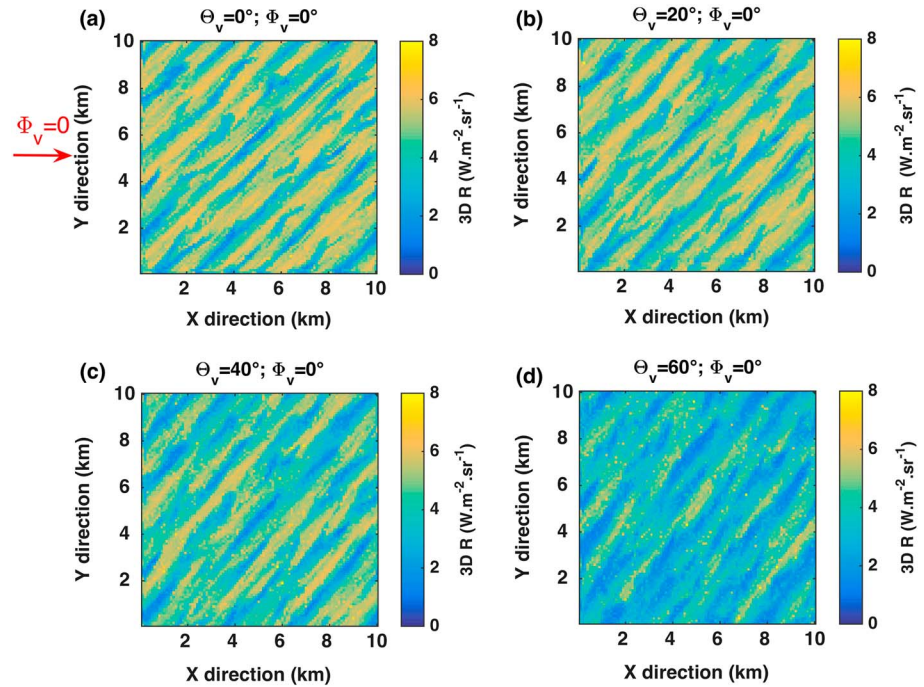 (a)
Θv=0°; Φv=0°
10
8
6
4
2
2 4 6 8 10
X direction (km)
Y direction (km)
8
6
4
2
0
3D R (W.m-2.sr-1)
Φv=0
(b)
Θv=20°; Φv=0°
10
8
6
4
2
2 4 6 8 10
X direction (km)
Y direction (km)
8
6
4
2
0
3D R (W.m-2.sr-1)
(c)
Θv=40°; Φv=0°
10
8
6
4
2
2 4 6 8 10
X direction (km)
Y direction (km)
8
6
4
2
0
3D R (W.m-2.sr-1)
(d)
Θv=60°; Φv=0°
10
8
6
4
2
2 4 6 8 10
X direction (km)
Y direction (km)
8
6
4
2
0
3D R (W.m-2.sr-1)